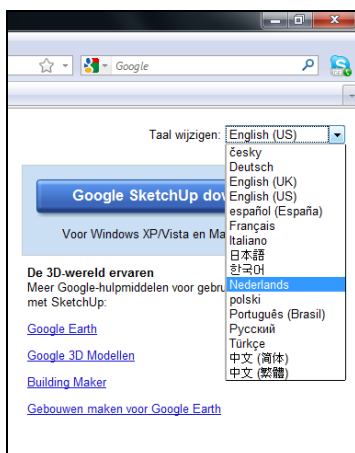 Google
Taal wijzigen: English (US)
česky
Deutsch
English (UK)
English (US)
español (España)
Français
Italiano
日本語
한국어
Nederlands
polski
Português (Brasil)
Русский
Türkçe
中文 (简体)
中文 (繁體)
Google SketchUp dov
Voor Windows XP/Vista en Ma
De 3D-wereld ervaren
Meer Google-hulpmiddelen voor gebru
met SketchUp:
Google Earth
Google 3D Modellen
Building Maker
Gebouwen maken voor Google Earth